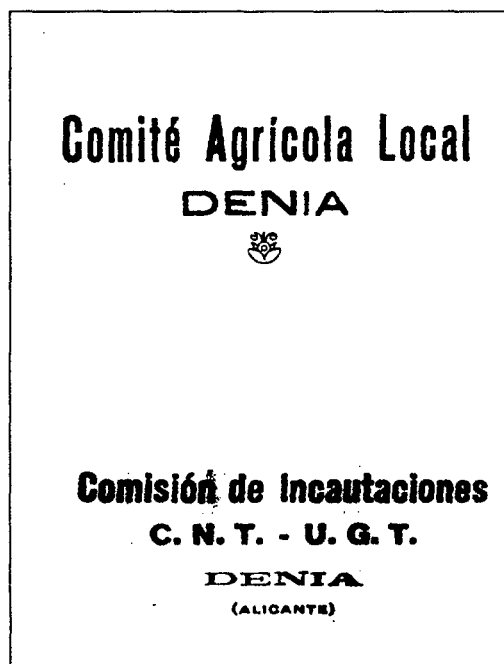 Comité Agrícola Local
DENIA
Comisión de Incautaciones
C. N. T. - U. G. T.
DENIA
(ALICANTE)